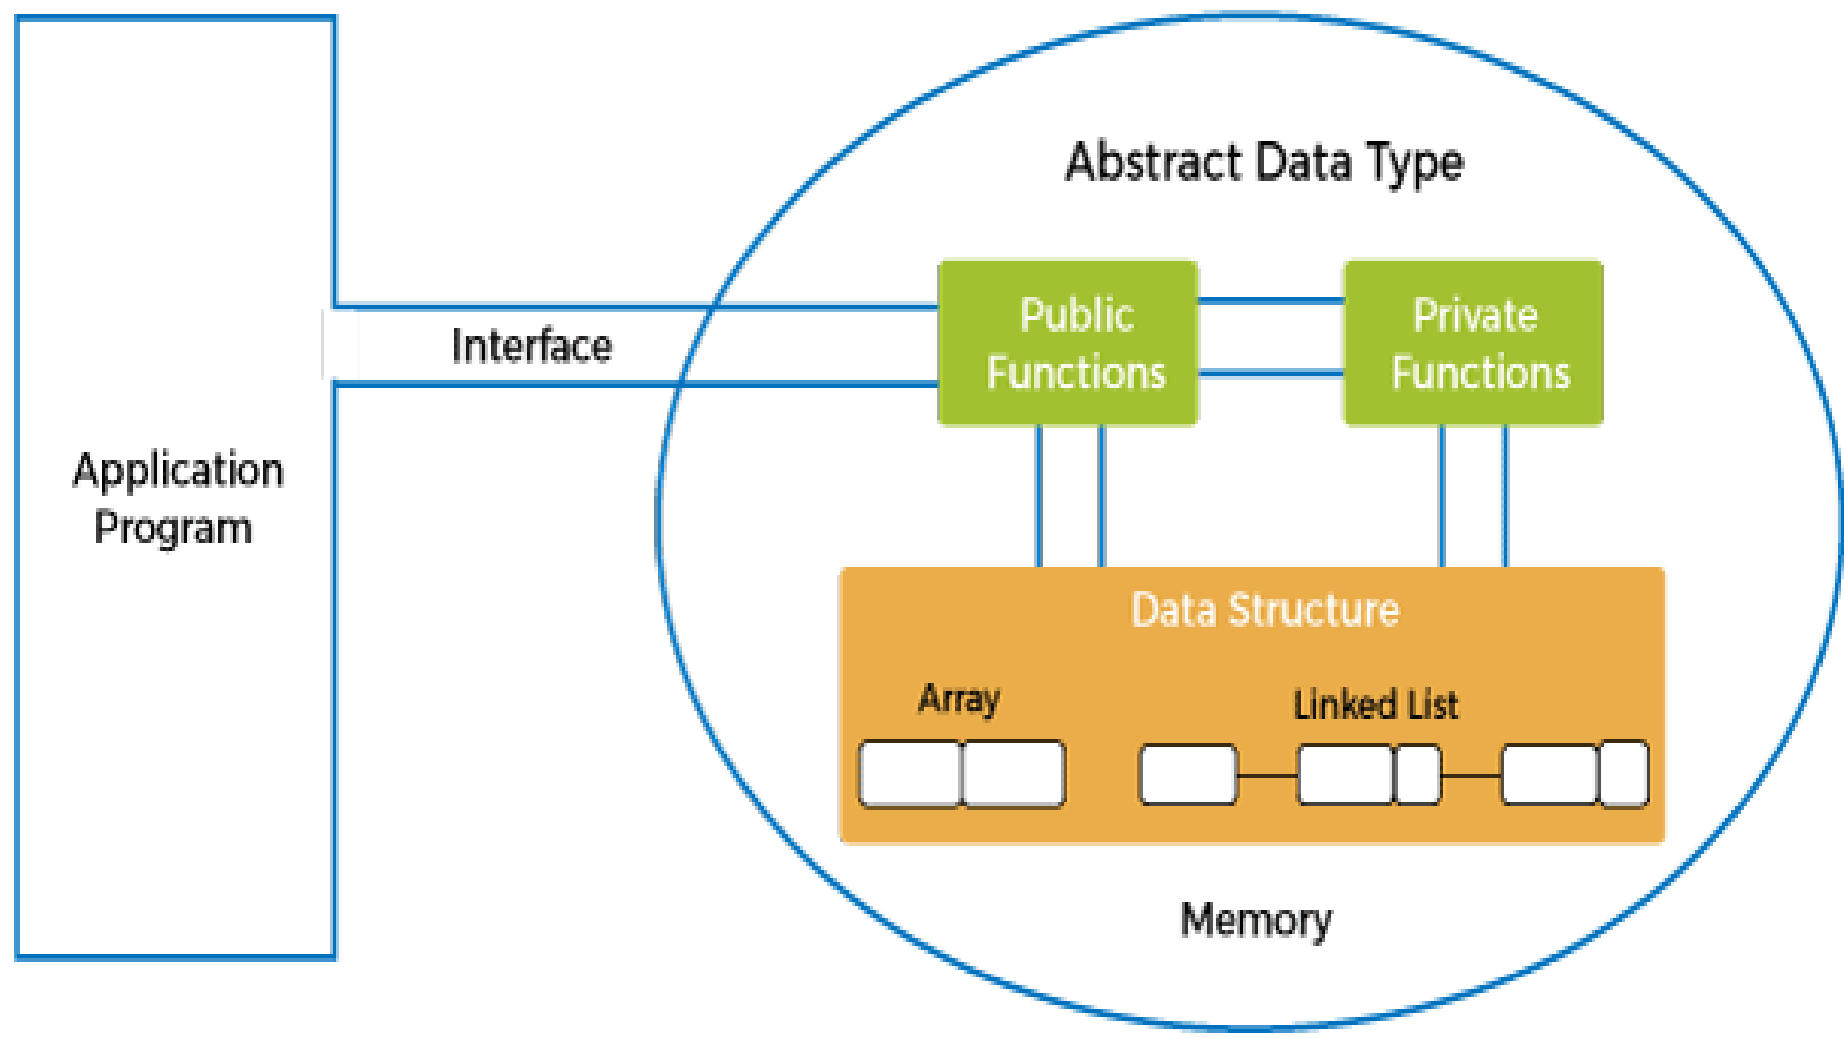 Abstract Data Type
Public
Functions
Private
Functions
Interface
Application
Program
Data Structure
Array
Linked List
Memory